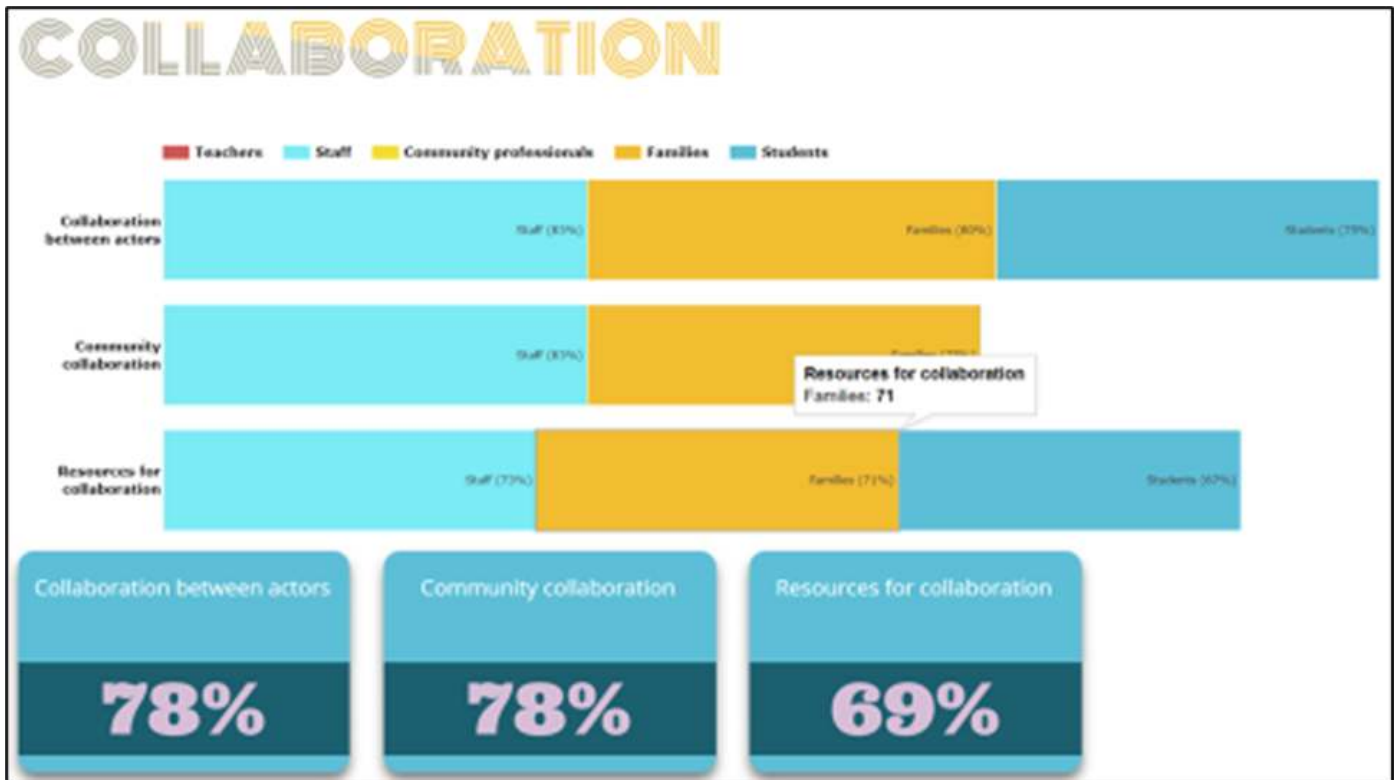 COLLABORATION
Teachers Staff Community professionals Families Students
Collaboration
between actors
Staff (83%) Families (80%) Students (75%)
Community
collaboration
Staff (83%)
Resources for collaboration
Families: 71
Resources for
collaboration
Staff (73%) Families (71%) Students (67%)
Collaboration between actors Community collaboration Resources for collaboration
78% 78% 69%